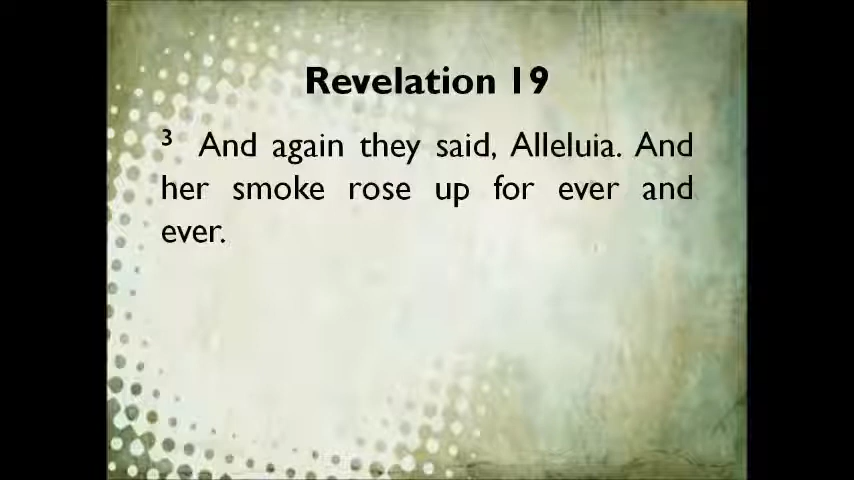 Revelation 19
3 And again they said, Alleluia. And
her smoke rose up for ever and
ever.